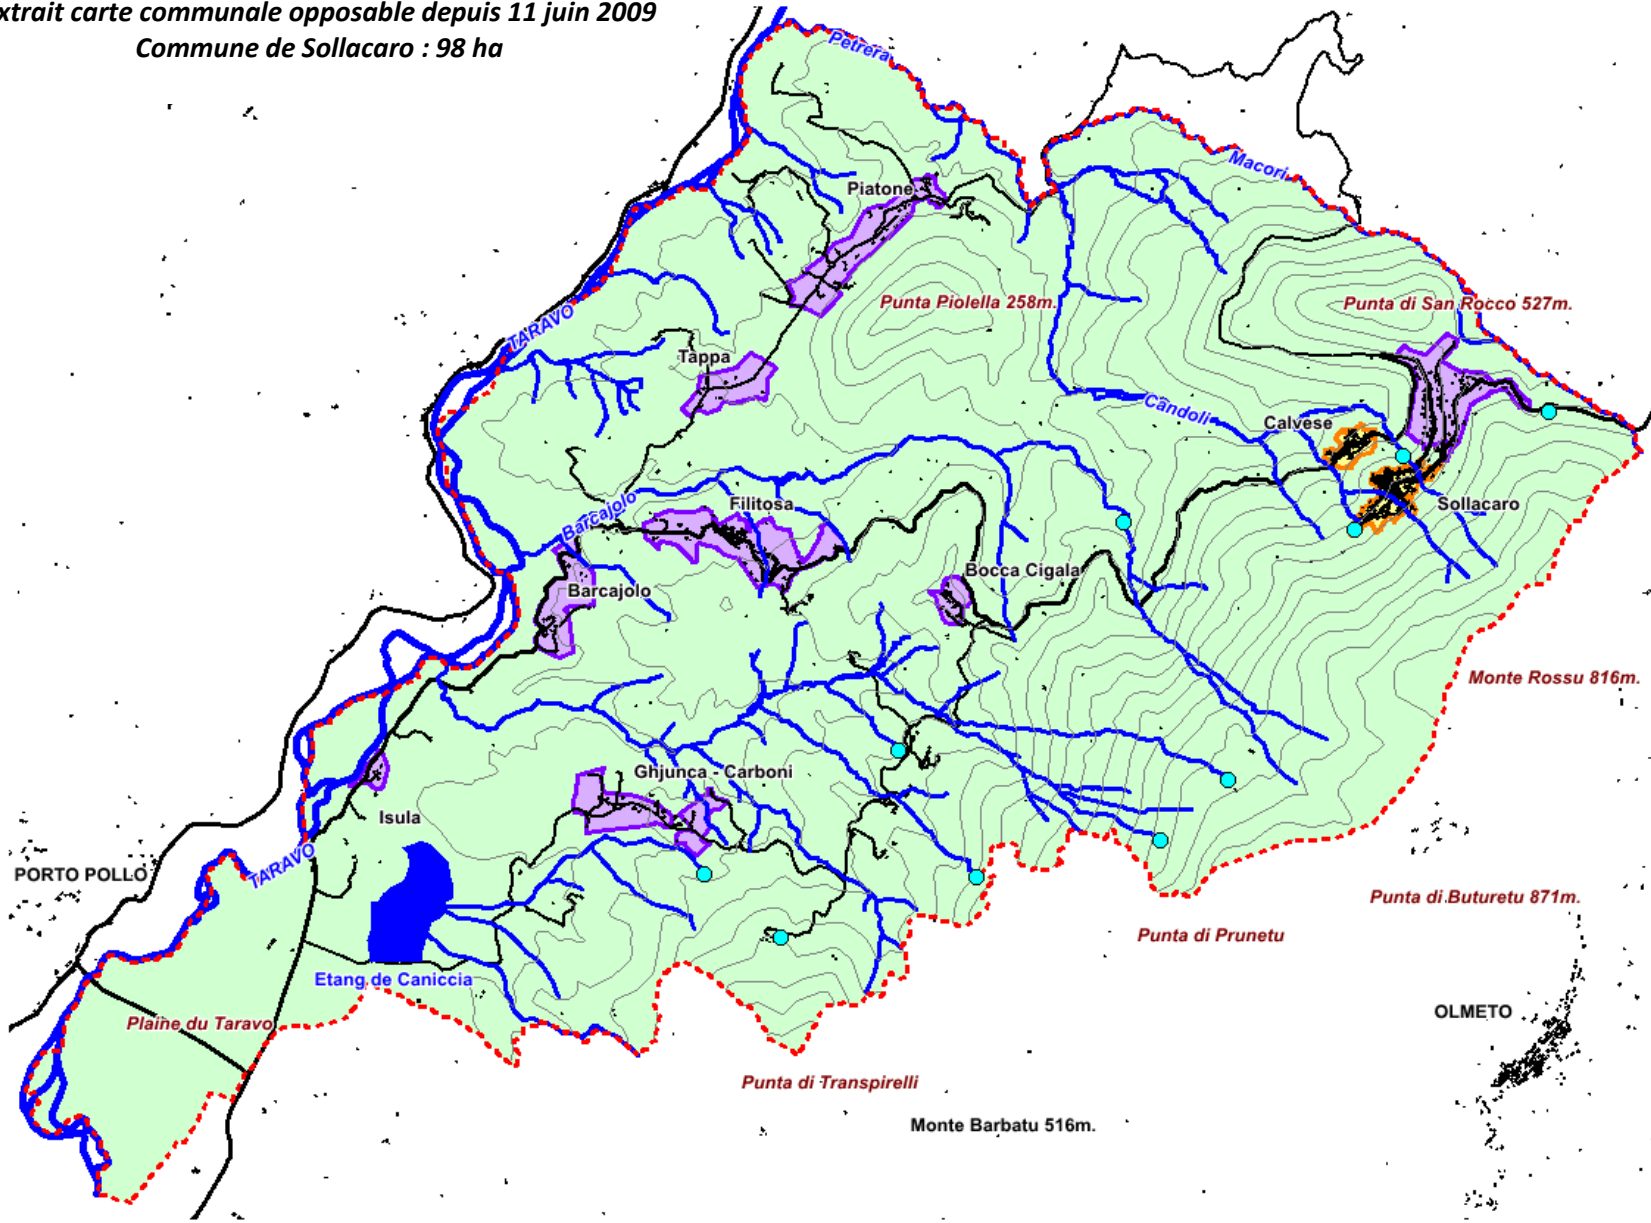 xtrait carte communale opposable depuis 11 juin 2009
Commune de Sollacaro : 98 ha
Petrera
Macori
Piatone
Punta Piolella 258m.
Punta di San Rocco 527m.
TARAVO
Tappa
Candoli
Calvese
Filitosa
Barcajolo
Sollacaro
Bocca Cigala
Barcajolo
Monte Rossu 816m.
Ghjunca - Carboni
Isula
TARAVO
PORTO POLLO
Punta di Buturetu 871m.
Punta di Prunetu
Etang de Caniccia
OLMETO
Plaine du Taravo
Punta di Transpirelli
Monte Barbatu 516m.